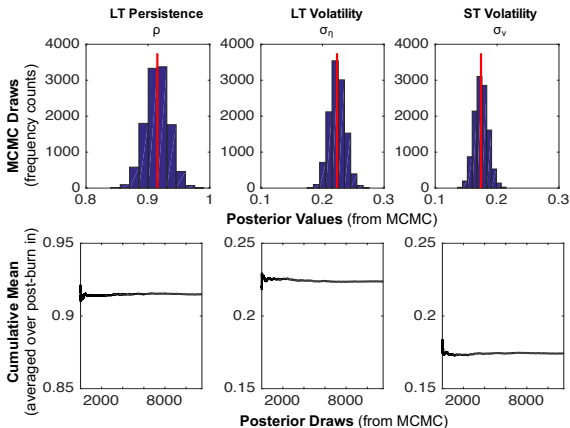 LT Persistence LT Volatility ST Volatility
ρ σ_η σ_ν
MCMC Draws
(frequency counts)
4000 4000 4000
3000 3000 3000
2000 2000 2000
1000 1000 1000
0 0 0
0.8 0.9 1 0.1 0.2 0.3 0.1 0.2 0.3
Posterior Values (from MCMC)
Cumulative Mean
(averaged over post-burn in)
0.95 0.25 0.25
0.9 0.2 0.2
0.85 0.15 0.15
2000 8000 2000 8000 2000 8000
Posterior Draws (from MCMC)